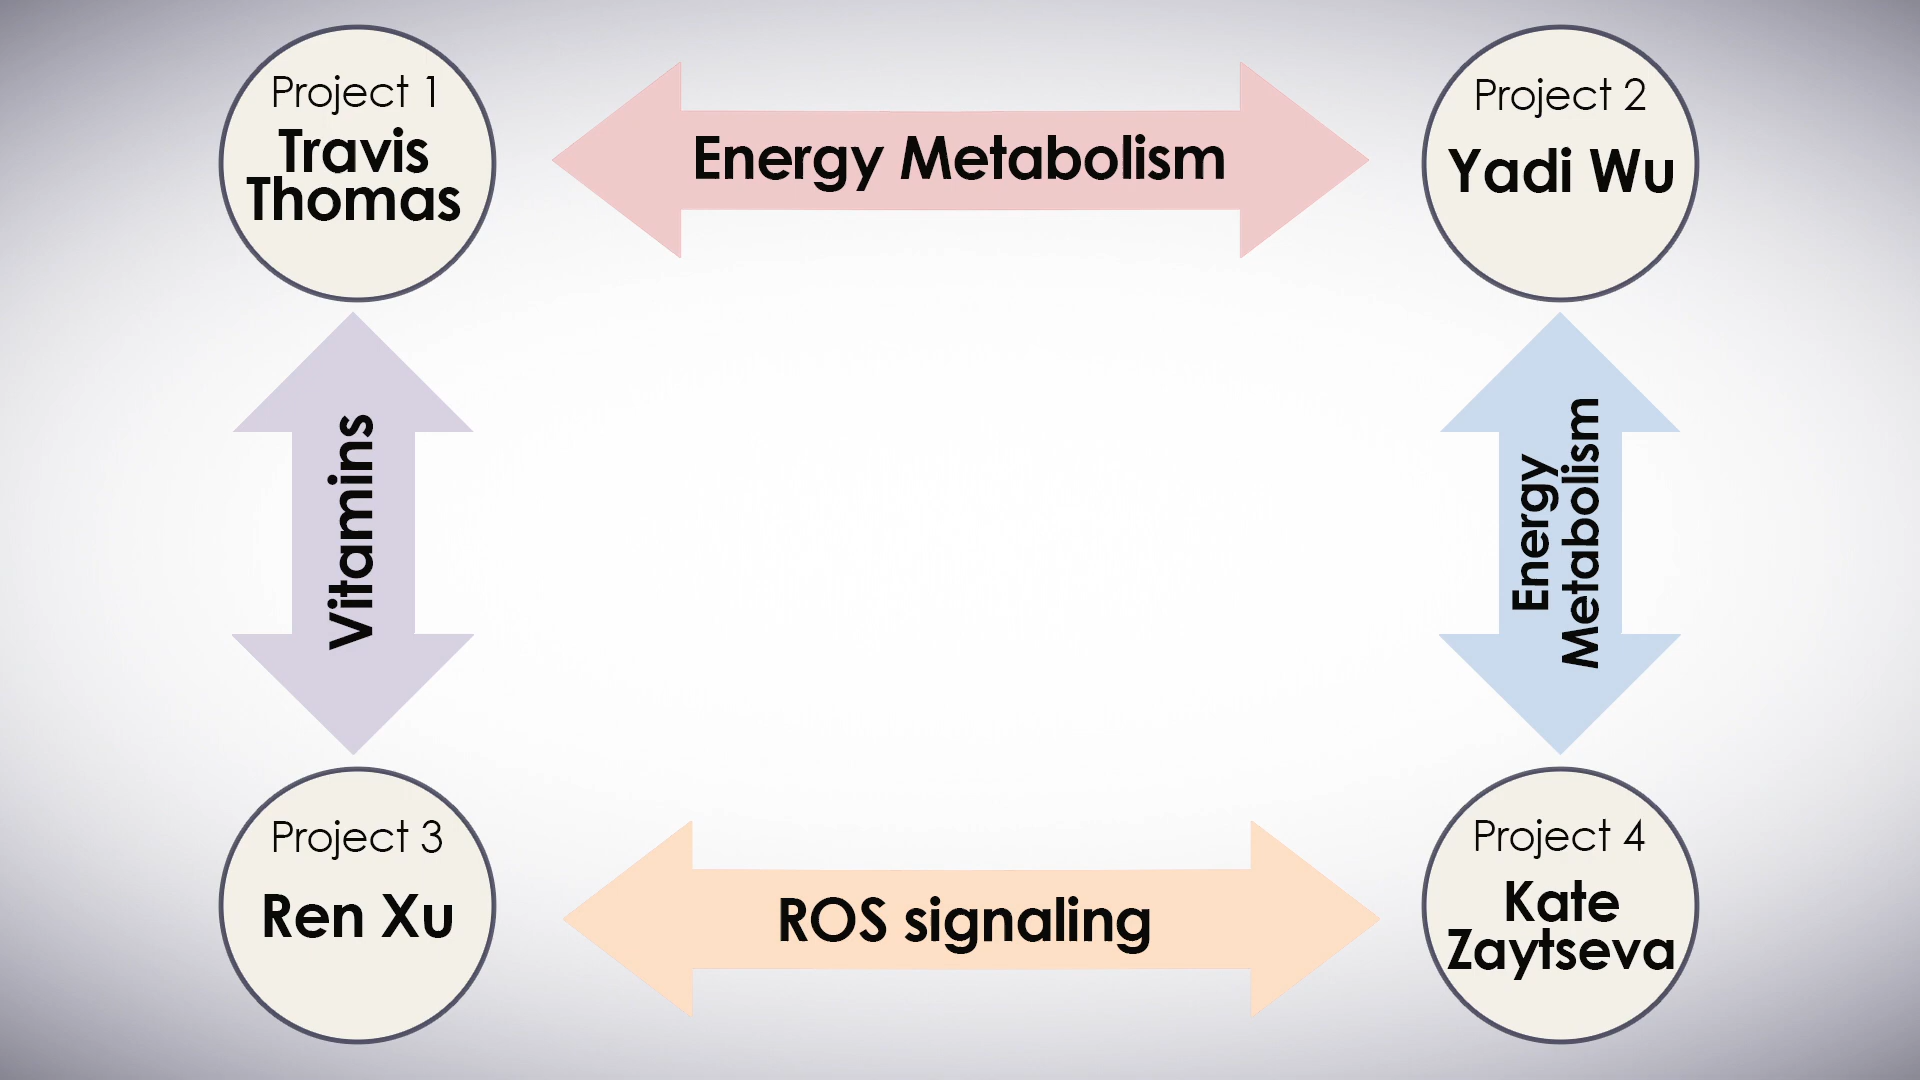 Project 1
Travis
Thomas
Energy Metabolism
Project 2
Yadi Wu
Vitamins
Energy
Metabolism
Project 3
Ren Xu
ROS signaling
Project 4
Kate
Zaytseva